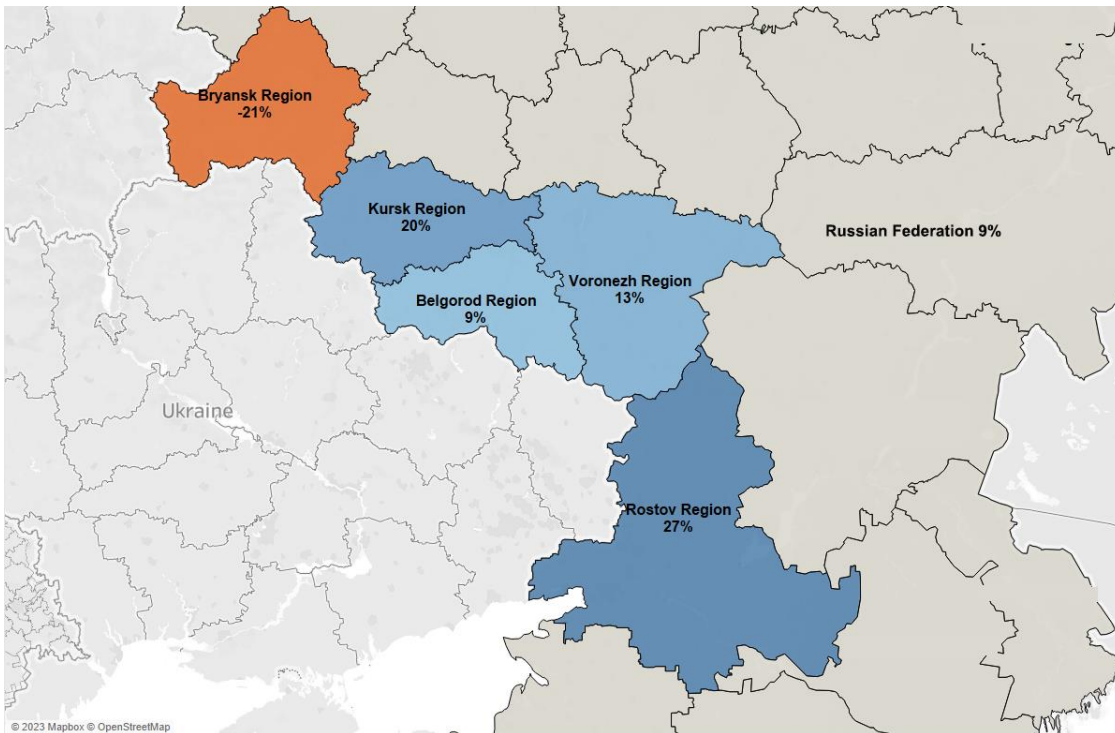 Bryansk Region
-21%
Kursk Region
20%
Russian Federation 9%
Voronezh Region
13%
Belgorod Region
9%
Ukraine
Rostov Region
27%
© 2023 Mapbox © OpenStreetMap